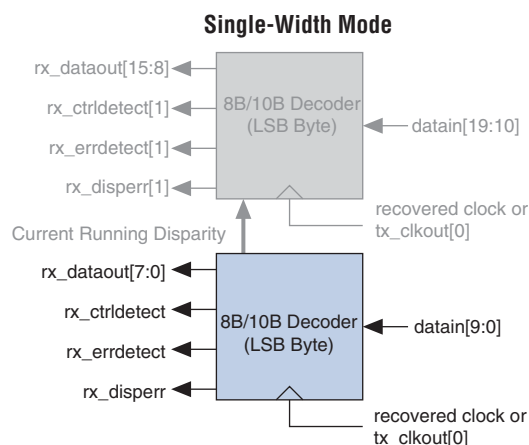 Single-Width Mode
rx_dataout[15:8]
rx_ctrldetect[1]
rx_errdetect[1]
rx_disperr[1]
8B/10B Decoder
(LSB Byte)
datain[19:10]
recovered clock or
tx_clkout[0]
Current Running Disparity
rx_dataout[7:0]
rx_ctrldetect
rx_errdetect
rx_disperr
8B/10B Decoder
(LSB Byte)
datain[9:0]
recovered clock or
tx_clkout[0]